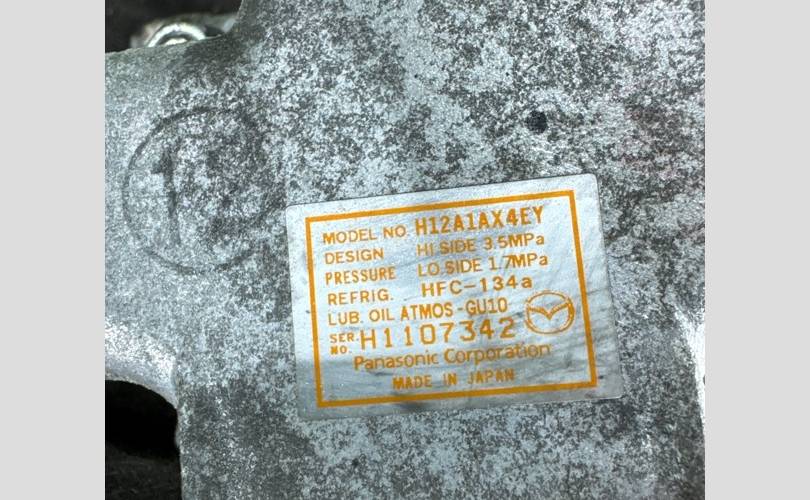 MODEL NO. H12A1AX4EY
DESIGN HI SIDE 3.5MPa
PRESSURE LO SIDE 1.7MPa
REFRIG. HFC-134a
LUB. OIL ATMOS-GU10
SER. NO. H1107342
Panasonic Corporation
MADE IN JAPAN